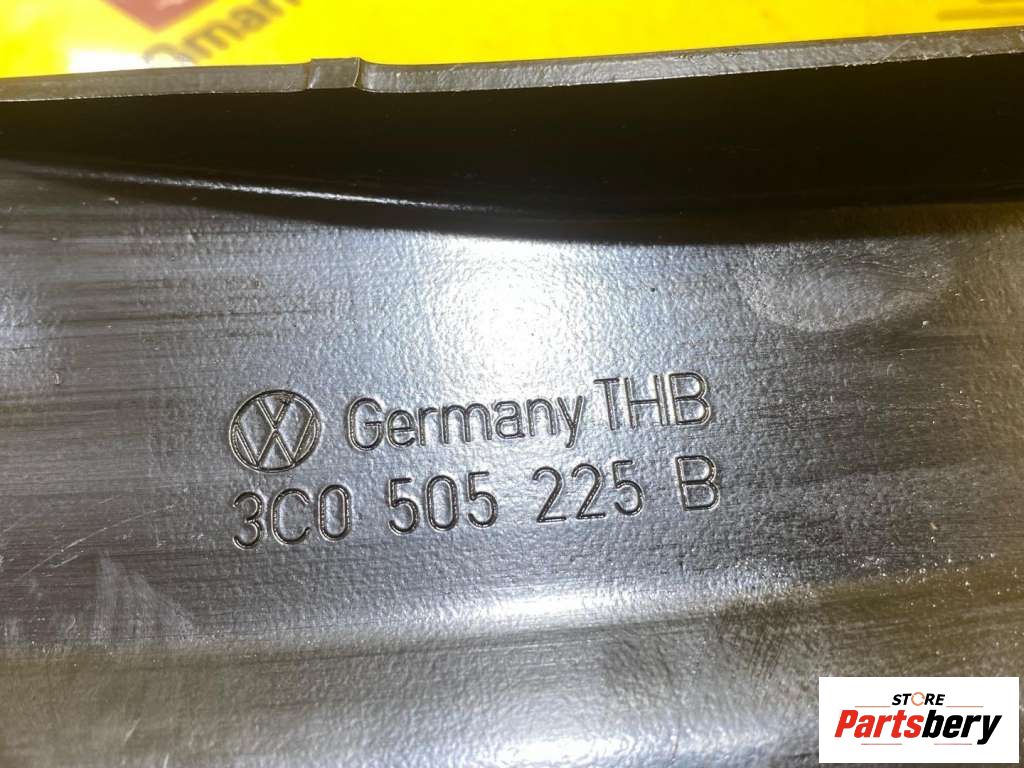 Germany THB
3C0 505 225 B
STORE
Partsbery